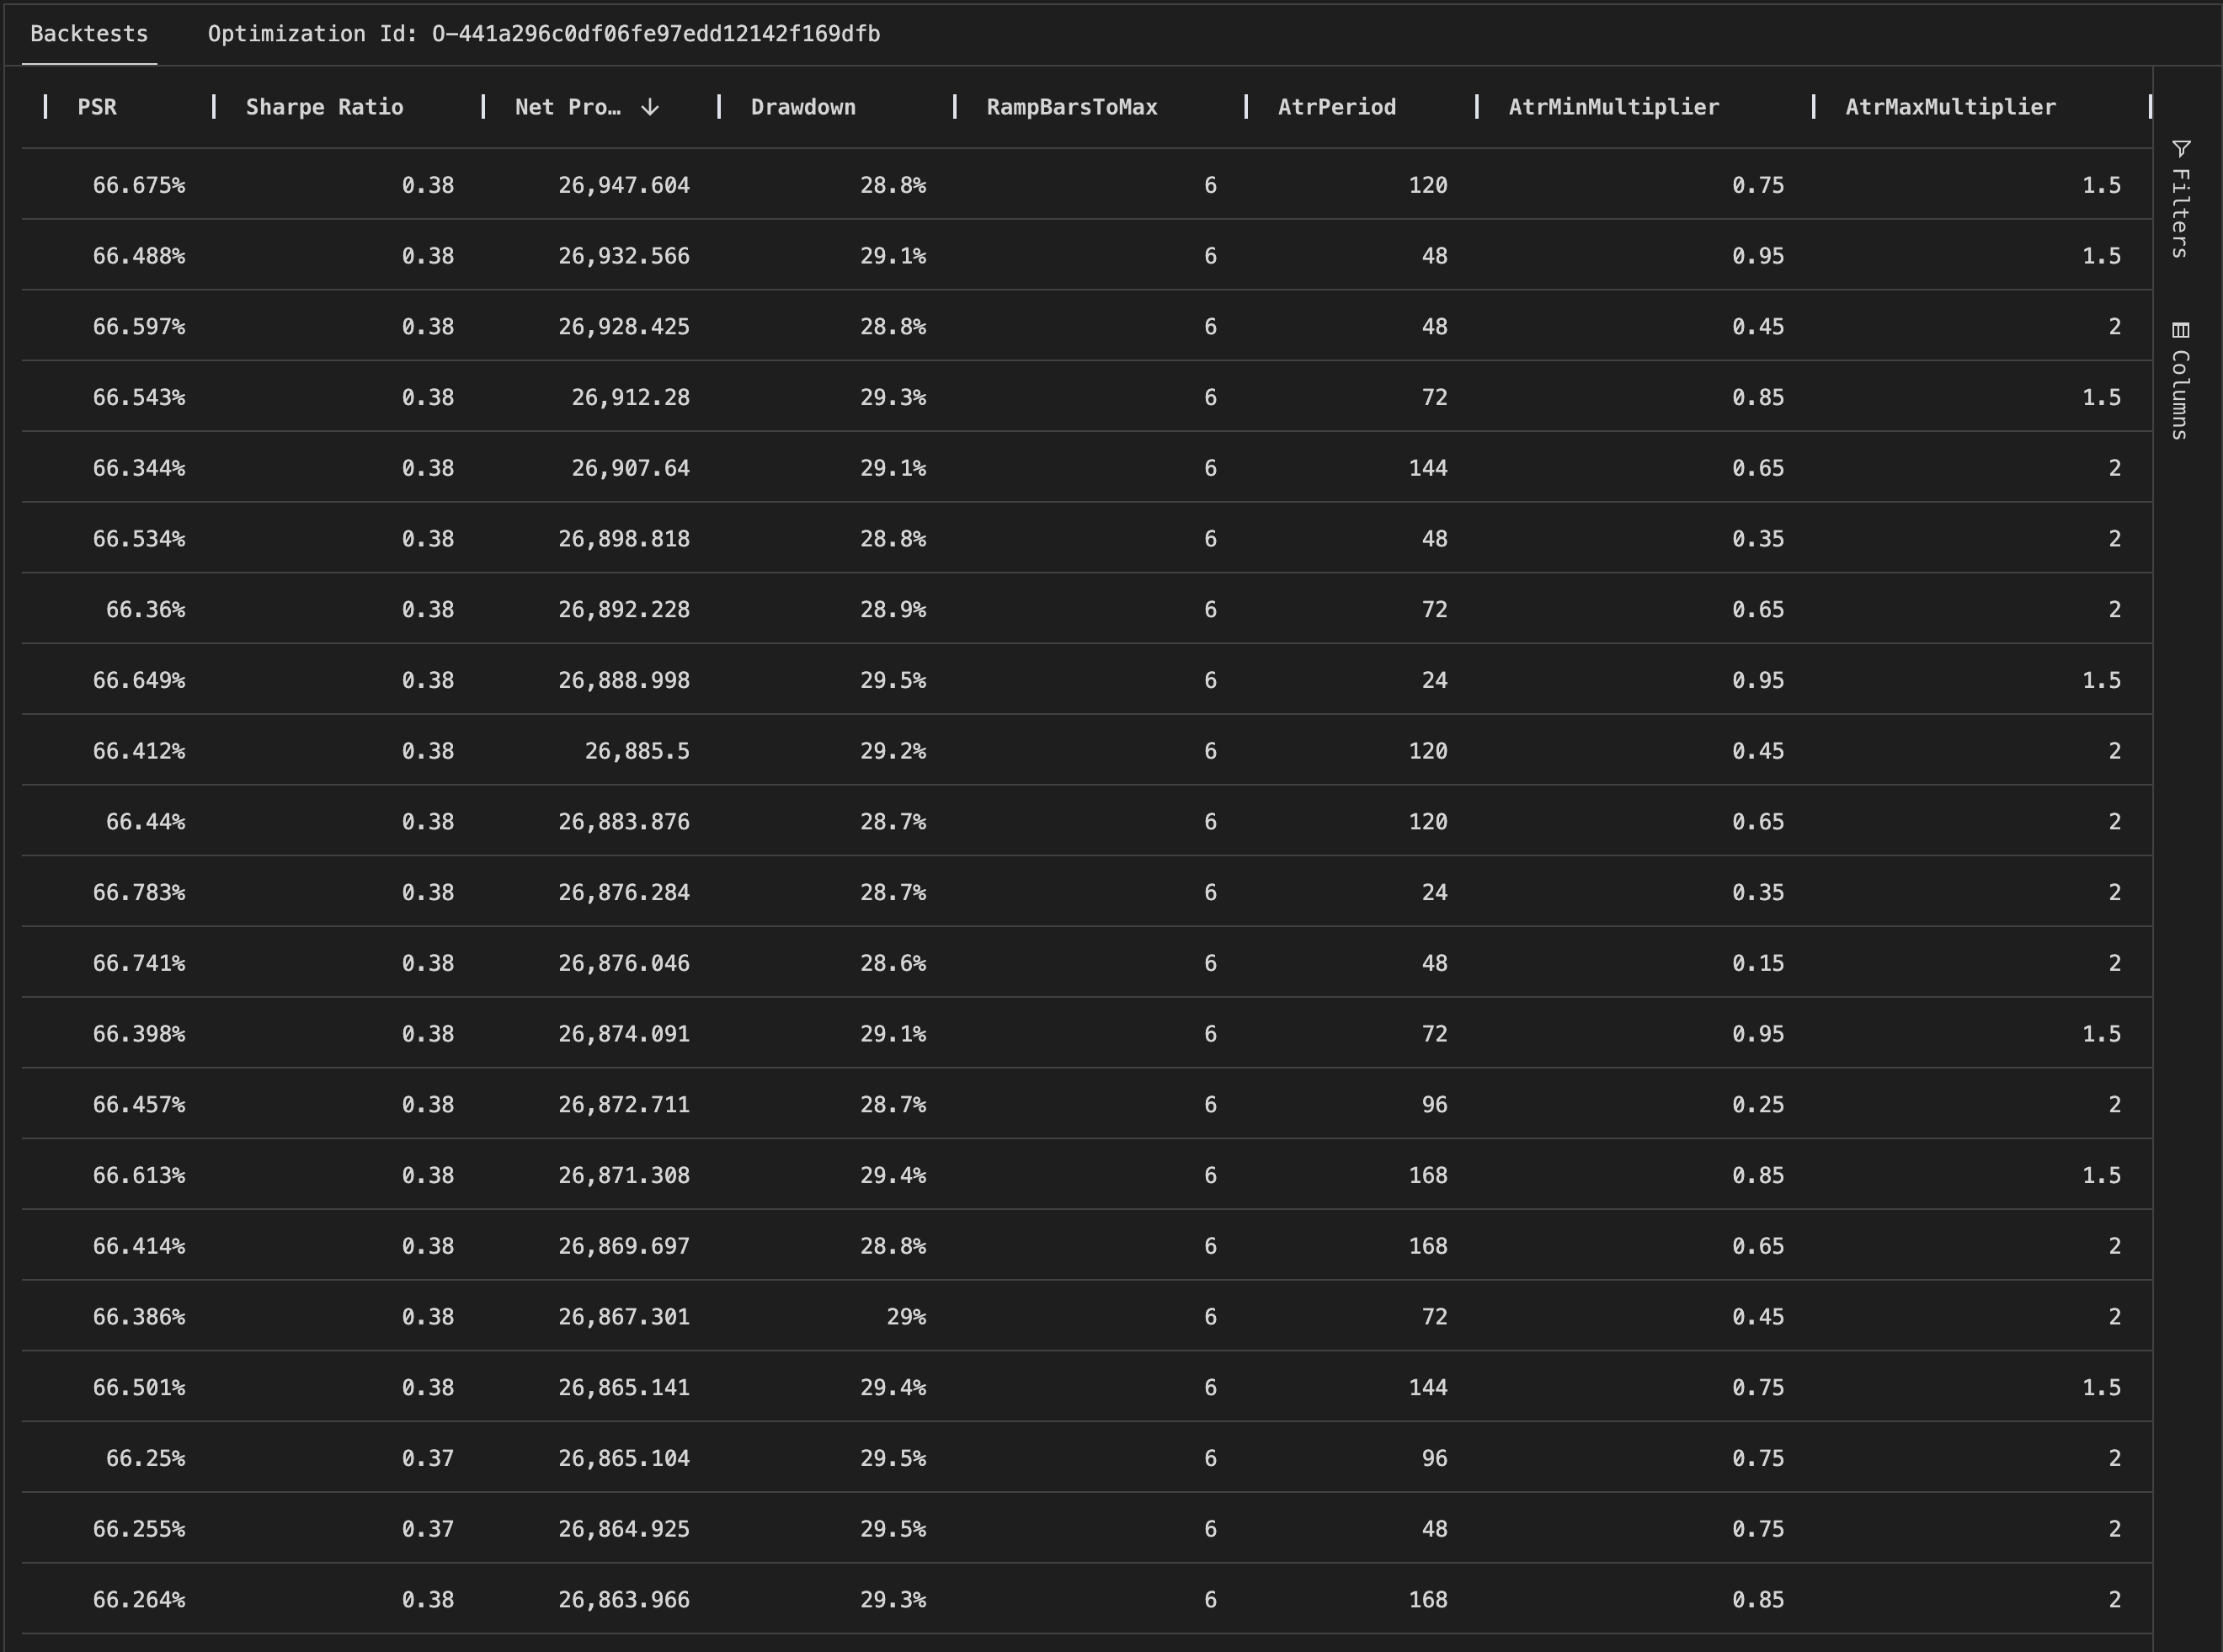 Backtests Optimization Id: O-441a296c0df06fe97edd12142f169dfb
PSR Sharpe Ratio Net Pro… ↓ Drawdown RampBarsToMax AtrPeriod AtrMinMultiplier AtrMaxMultiplier
66.675% 0.38 26,947.604 28.8% 6 120 0.75 1.5
66.488% 0.38 26,932.566 29.1% 6 48 0.95 1.5
66.597% 0.38 26,928.425 28.8% 6 48 0.45 2
66.543% 0.38 26,912.28 29.3% 6 72 0.85 1.5
66.344% 0.38 26,907.64 29.1% 6 144 0.65 2
66.534% 0.38 26,898.818 28.8% 6 48 0.35 2
66.36% 0.38 26,892.228 28.9% 6 72 0.65 2
66.649% 0.38 26,888.998 29.5% 6 24 0.95 1.5
66.412% 0.38 26,885.5 29.2% 6 120 0.45 2
66.44% 0.38 26,883.876 28.7% 6 120 0.65 2
66.783% 0.38 26,876.284 28.7% 6 24 0.35 2
66.741% 0.38 26,876.046 28.6% 6 48 0.15 2
66.398% 0.38 26,874.091 29.1% 6 72 0.95 1.5
66.457% 0.38 26,872.711 28.7% 6 96 0.25 2
66.613% 0.38 26,871.308 29.4% 6 168 0.85 1.5
66.414% 0.38 26,869.697 28.8% 6 168 0.65 2
66.386% 0.38 26,867.301 29% 6 72 0.45 2
66.501% 0.38 26,865.141 29.4% 6 144 0.75 1.5
66.25% 0.37 26,865.104 29.5% 6 96 0.75 2
66.255% 0.37 26,864.925 29.5% 6 48 0.75 2
66.264% 0.38 26,863.966 29.3% 6 168 0.85 2
Filters
Columns